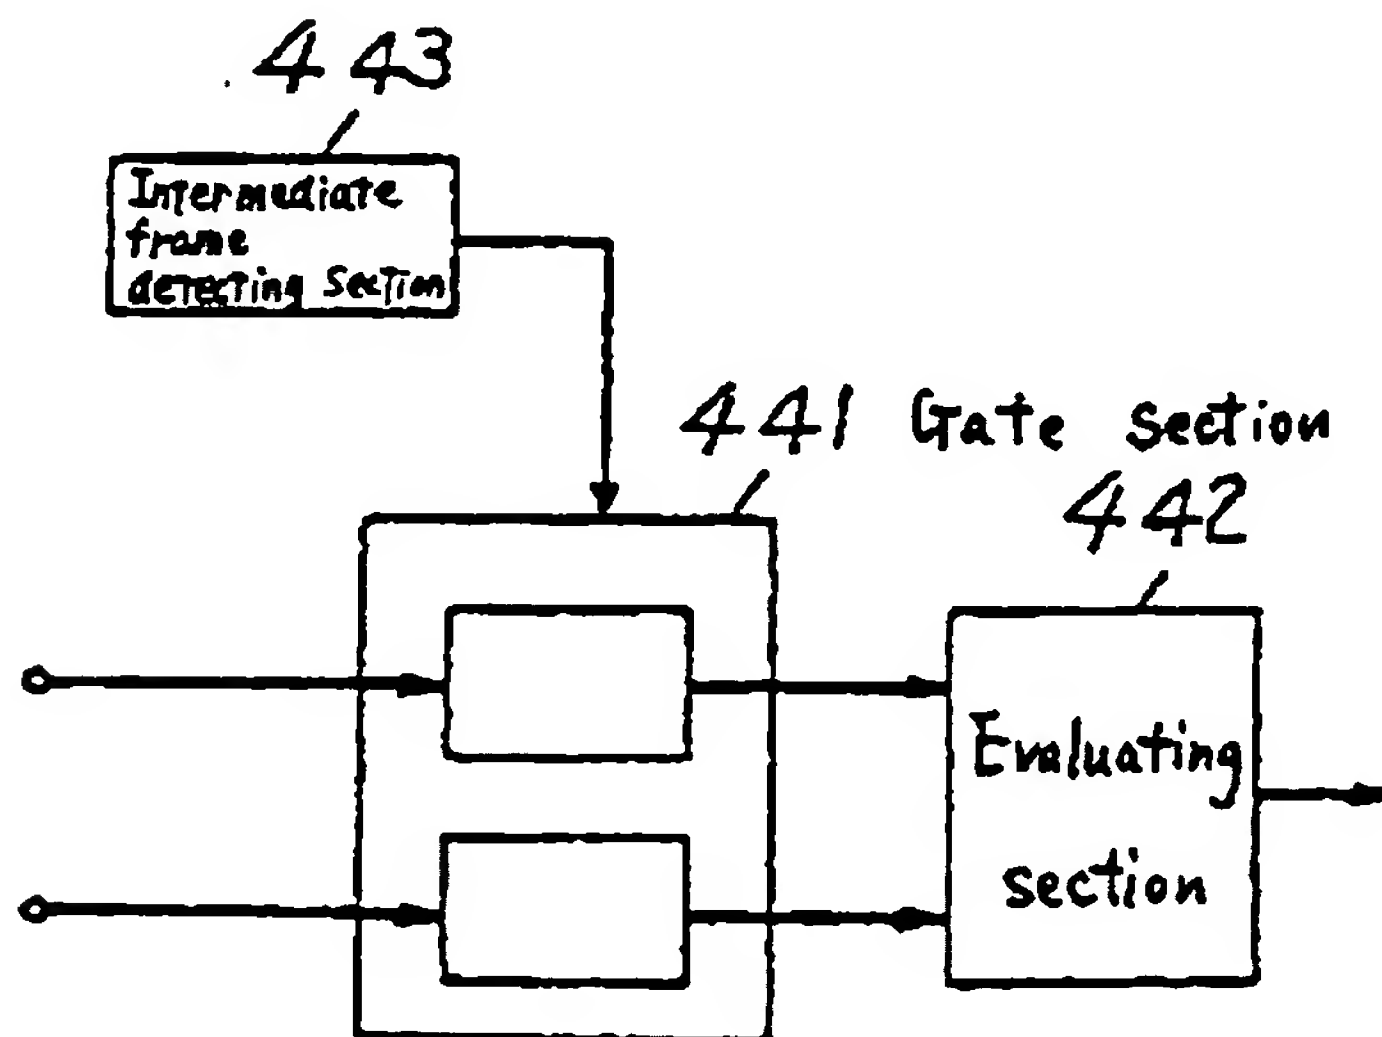 443
Intermediate
frame
detecting section
441 Gate section
442
Evaluating
section